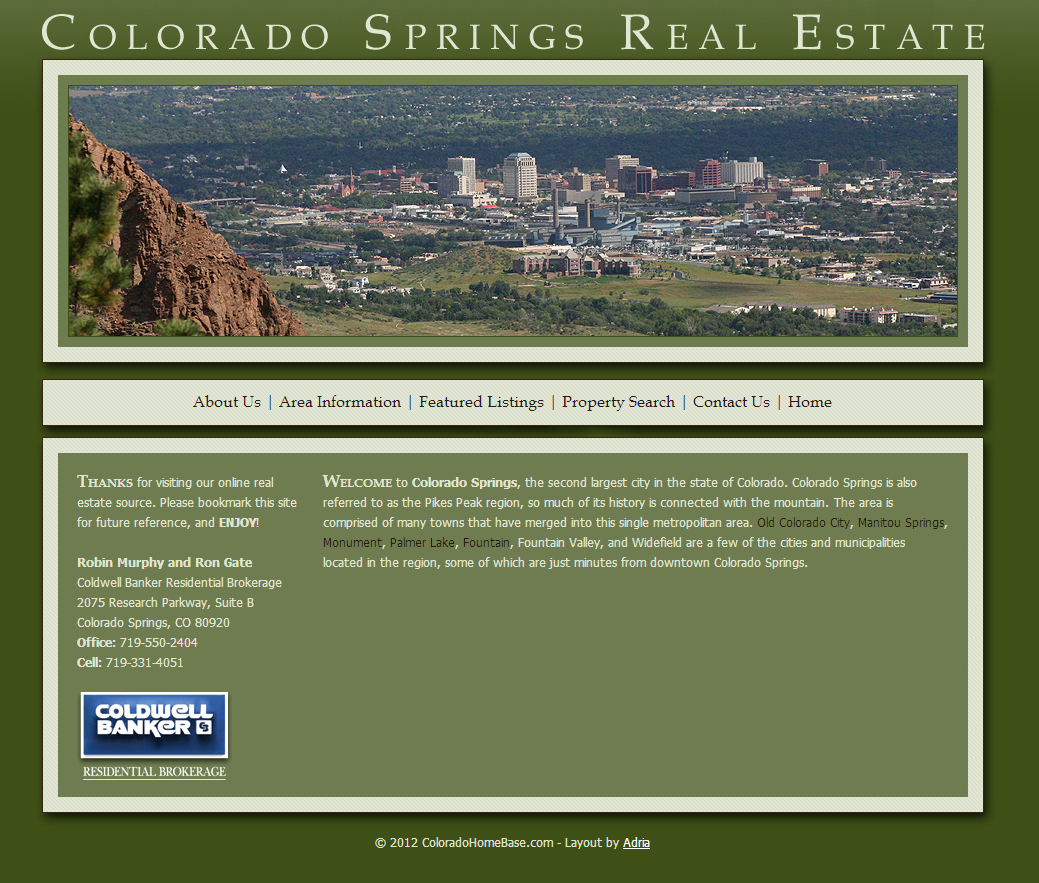 Colorado Springs Real Estate
About Us | Area Information | Featured Listings | Property Search | Contact Us | Home
Thanks for visiting our online real
estate source. Please bookmark this site
for future reference, and ENJOY!
Robin Murphy and Ron Gate
Coldwell Banker Residential Brokerage
2075 Research Parkway, Suite B
Colorado Springs, CO 80920
Office: 719-550-2404
Cell: 719-331-4051
COLDWELL
BANKER CB
RESIDENTIAL BROKERAGE
Welcome to Colorado Springs, the second largest city in the state of Colorado. Colorado Springs is also
referred to as the Pikes Peak region, so much of its history is connected with the mountain. The area is
comprised of many towns that have merged into this single metropolitan area. Old Colorado City, Manitou Springs,
Monument, Palmer Lake, Fountain, Fountain Valley, and Widefield are a few of the cities and municipalities
located in the region, some of which are just minutes from downtown Colorado Springs.
© 2012 ColoradoHomeBase.com - Layout by Adria